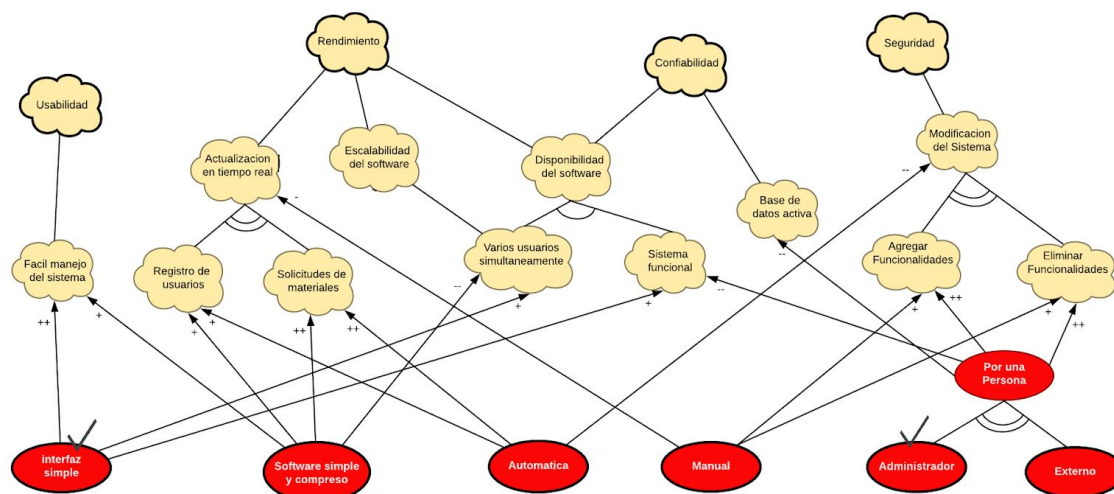 Rendimiento
Seguridad
Confiabilidad
Usabilidad
Actualizacion
en tiempo real
Escalabilidad
del software
Disponibilidad
del software
Modificacion
del Sistema
--
-
Base de
datos activa
Facil manejo
del sistema
Registro de
usuarios
Solicitudes de
materiales
Varios usuarios
simultaneamente
Sistema
funcional
Agregar
Funcionalidades
Eliminar
Funcionalidades
--
--
--
++
+
+
+
++
++
+
+
+
++
+
++
Por una
Persona
interfaz
simple
Software simple
y compreso
Automatica
Manual
Administrador
Externo